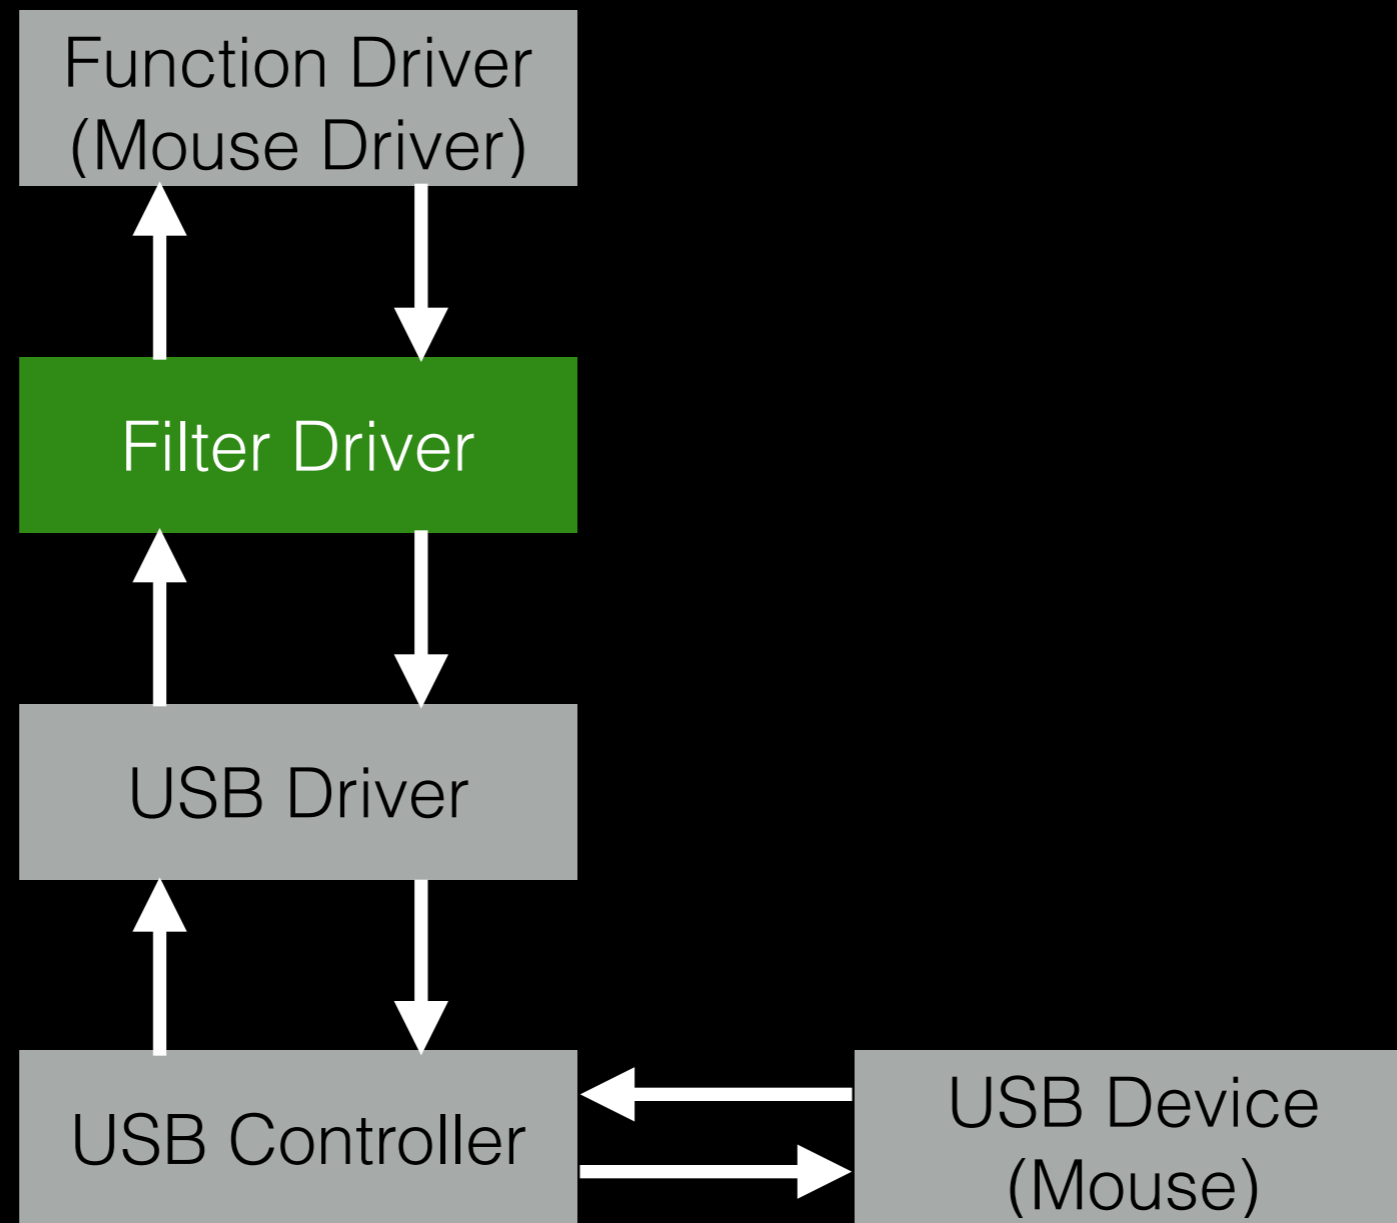 Function Driver
(Mouse Driver)
Filter Driver
USB Driver
USB Controller
USB Device
(Mouse)